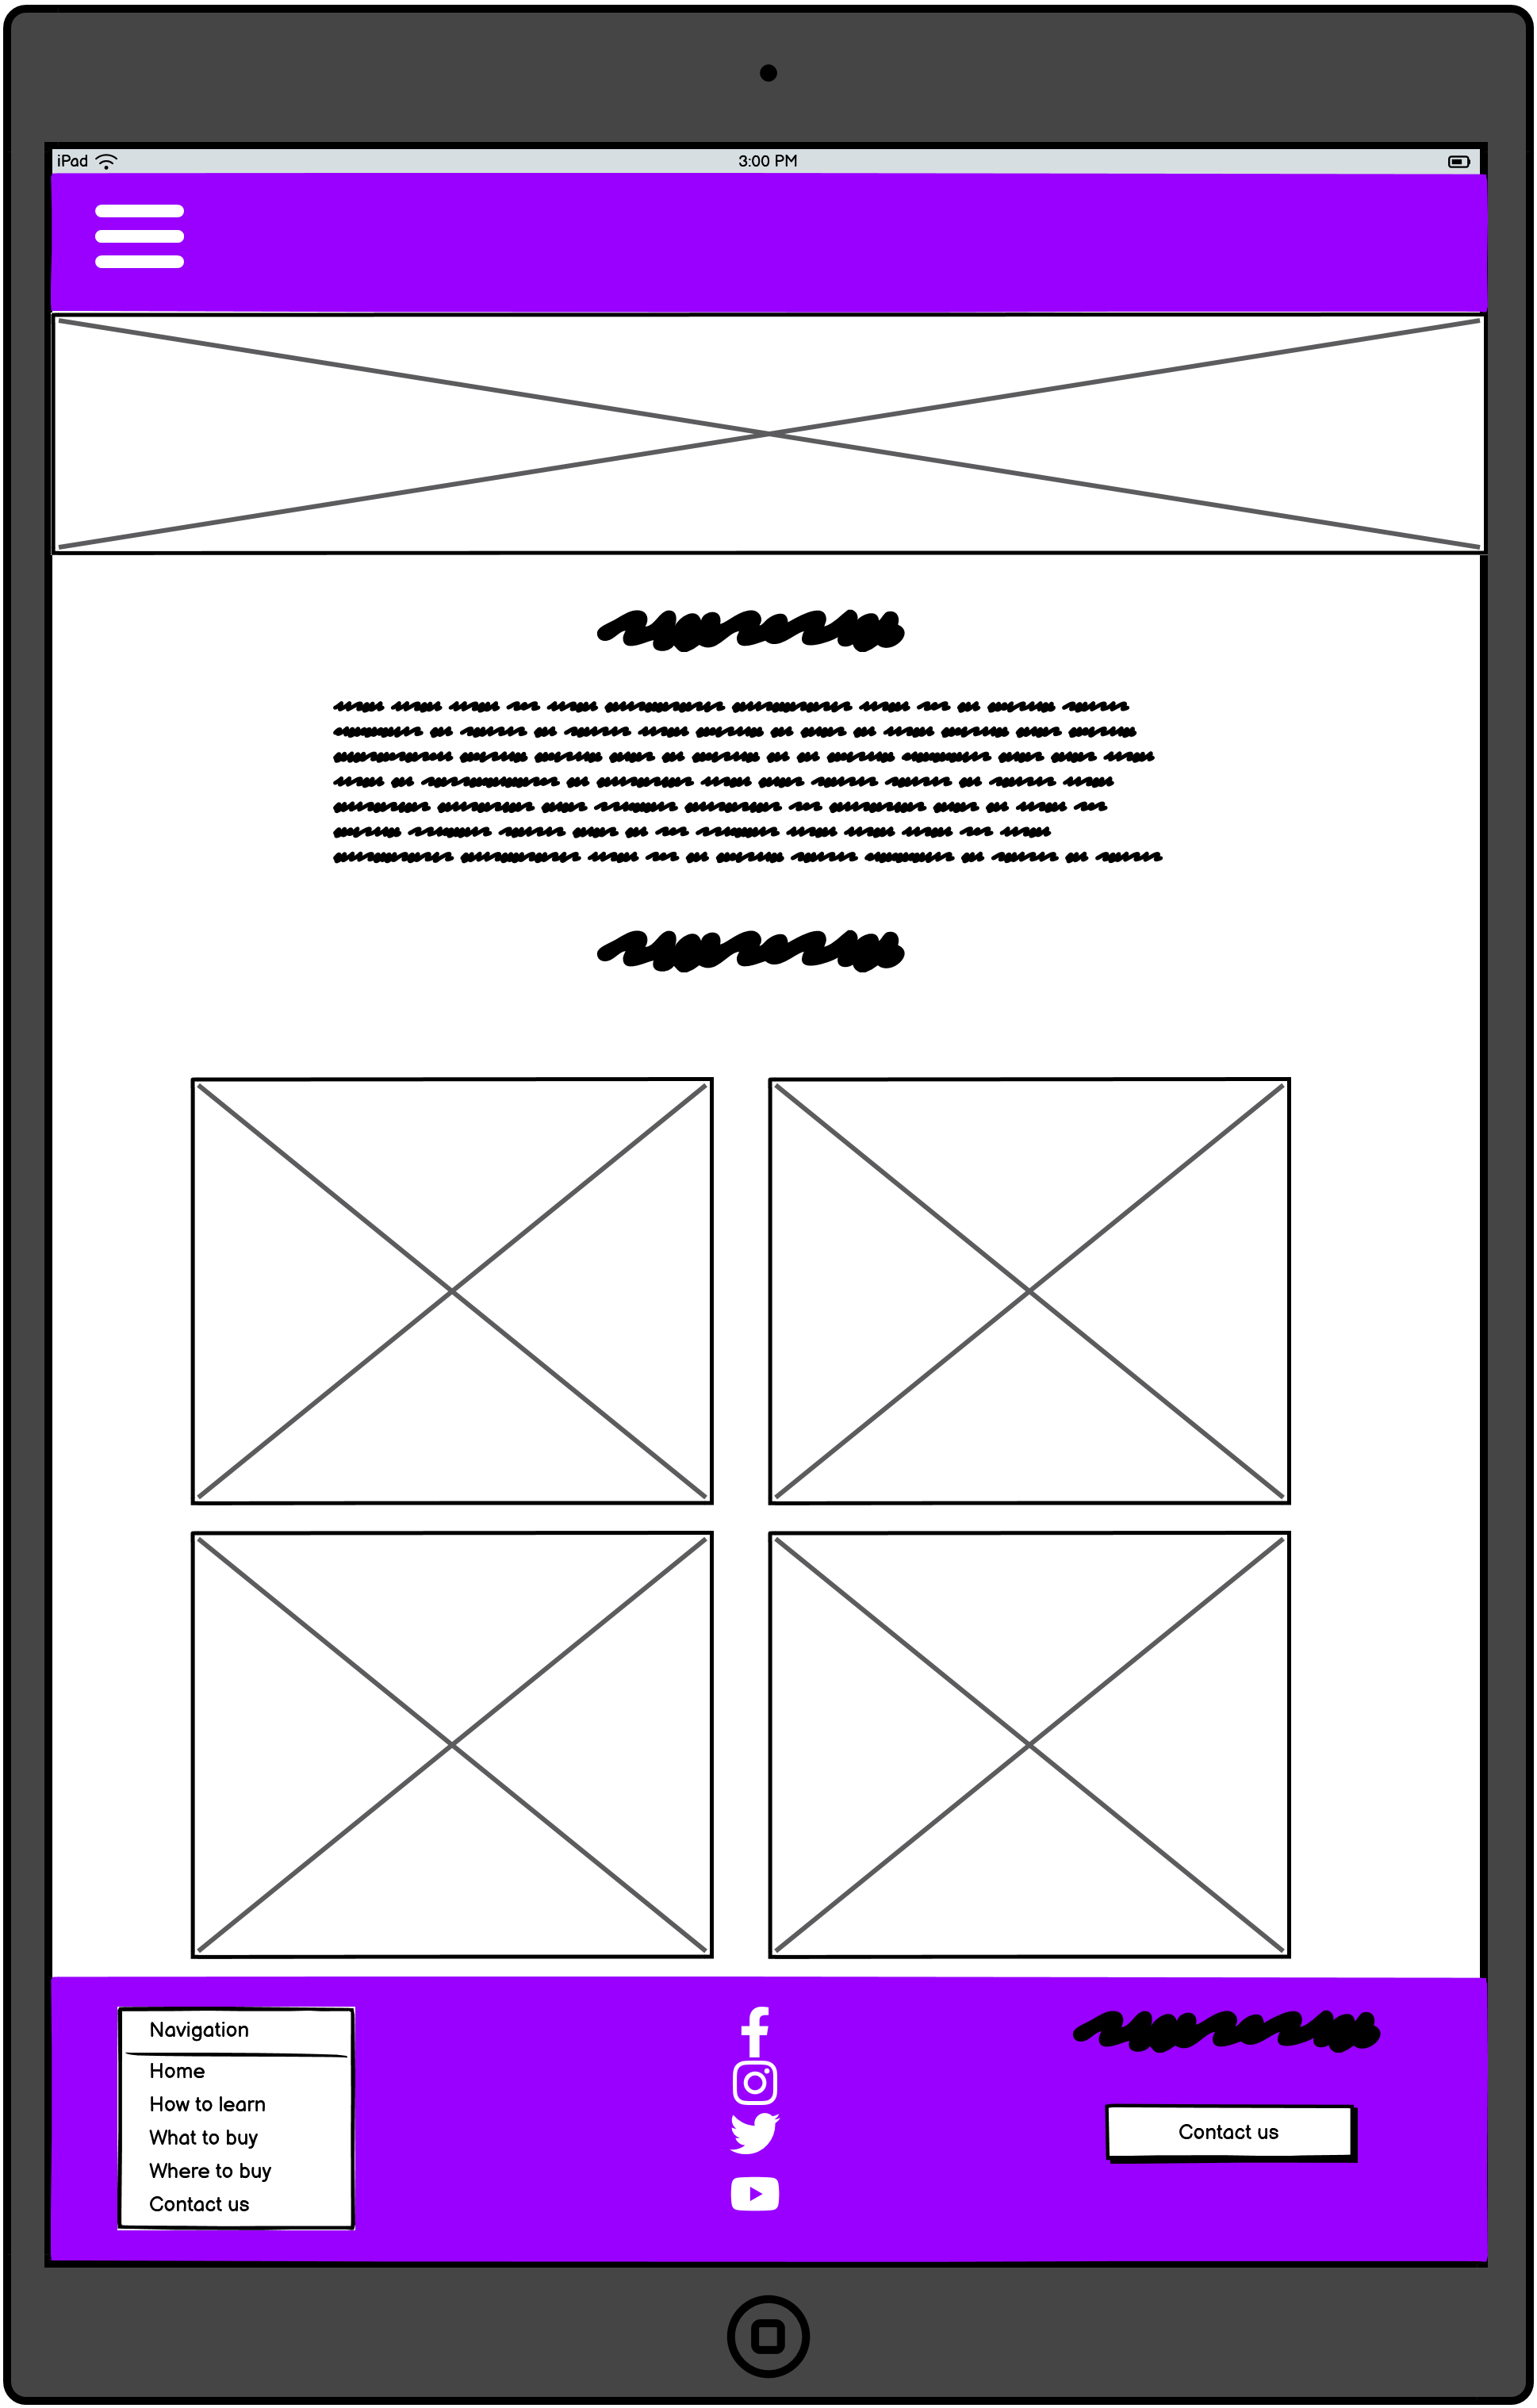 iPad
3:00 PM
Navigation
Home
How to learn
What to buy
Where to buy
Contact us
Contact us